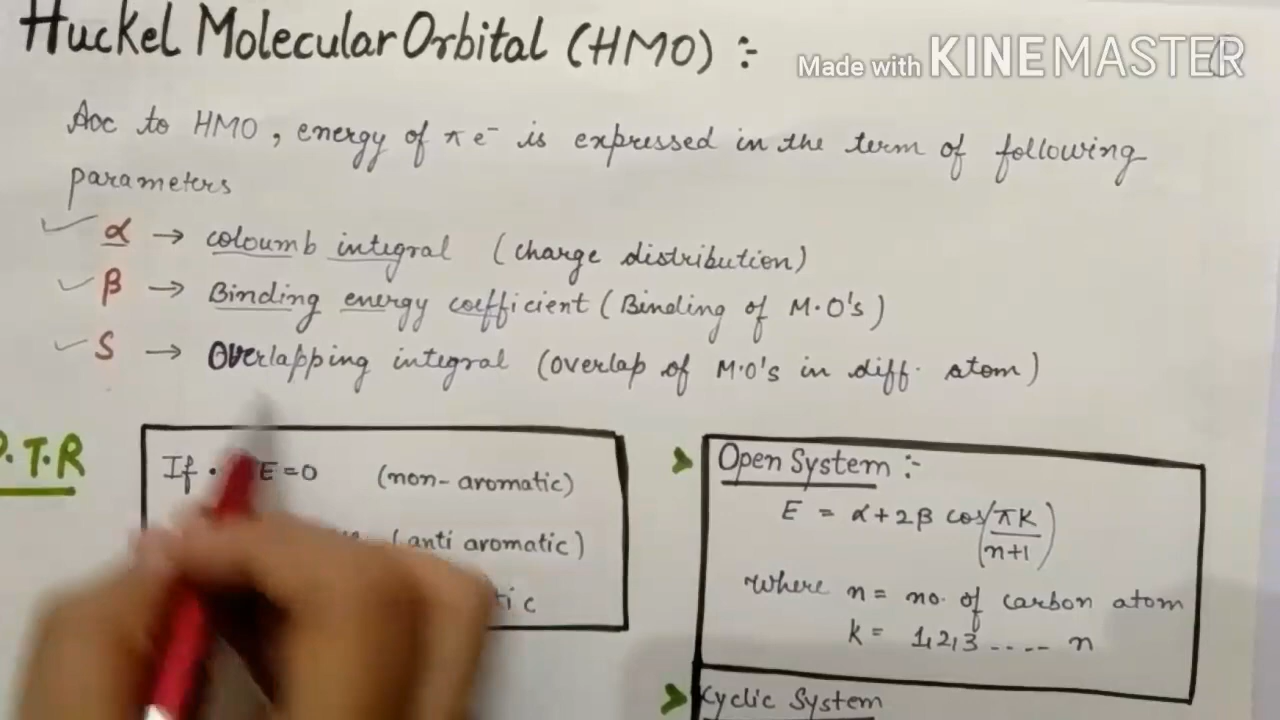 Huckel Molecular Orbital (HMO) :-
Made with KINEMASTER
Acc to HMO, energy of π e⁻ is expressed in the term of following
parameters
α → coloumb integral (charge distribution)
β → Binding energy coefficient (Binding of M.O's)
S → Overlapping integral (overlap of M.O's in diff. atom)
.T.R
If E=0 (non-aromatic)
(anti aromatic)
Open System :-
E = α+2β cos(πK/n+1)
where n = no. of carbon atom
k = 1,2,3 ---- n
Cyclic System